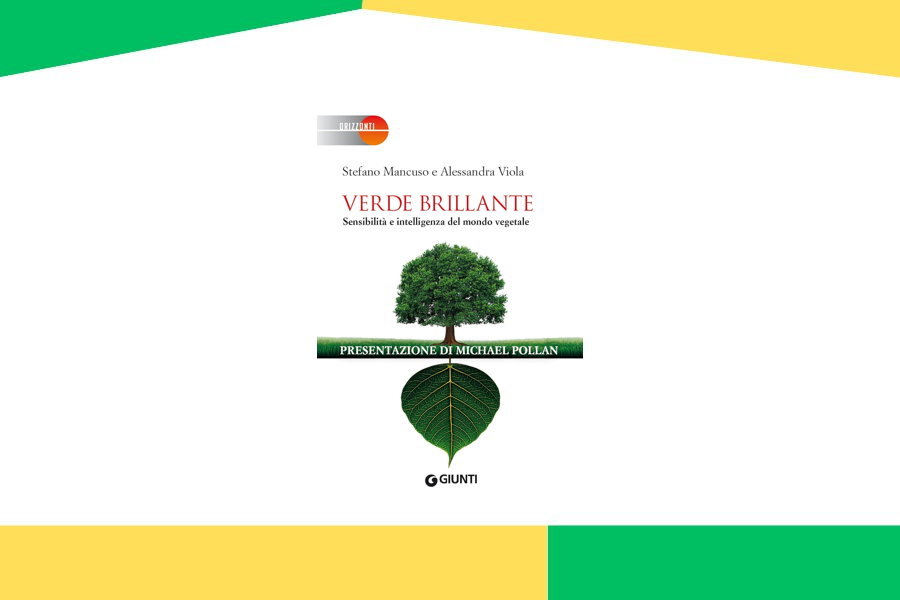 ORIZZONTI
Stefano Mancuso e Alessandra Viola
VERDE BRILLANTE
Sensibilità e intelligenza del mondo vegetale
PRESENTAZIONE DI MICHAEL POLLAN
GIUNTI